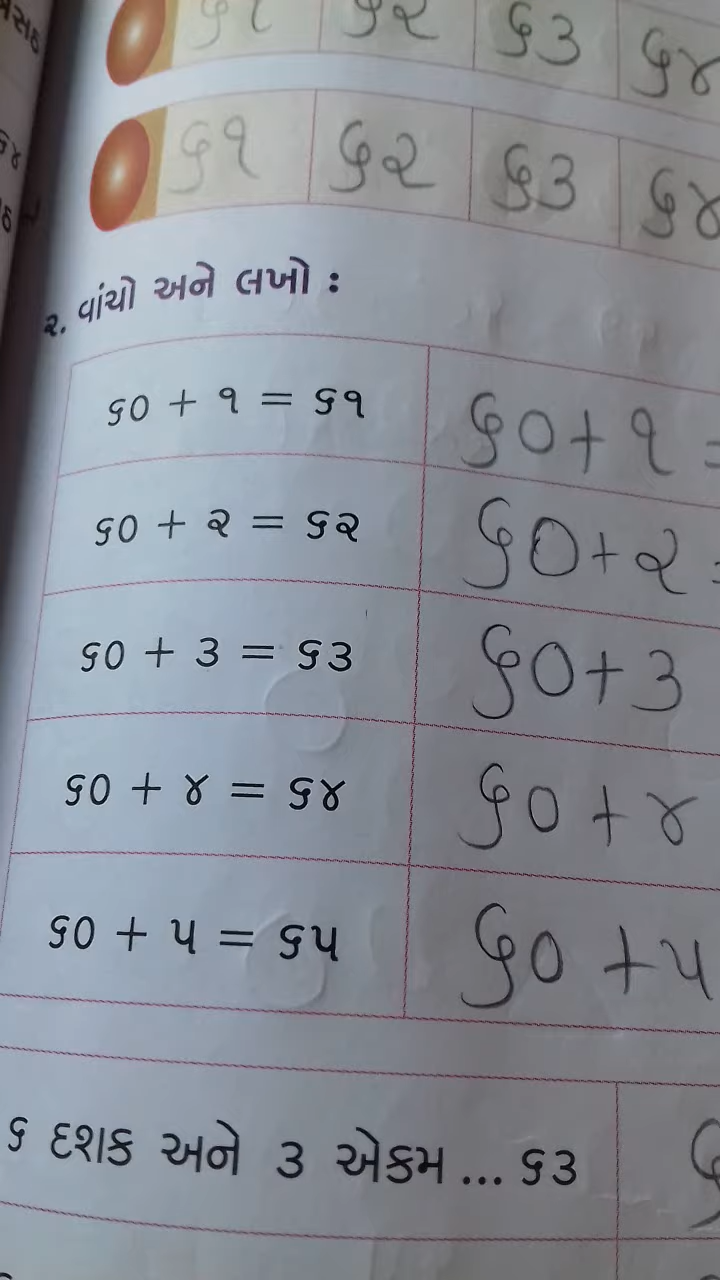 ૬૧ ૬૨ ૬૩ ૬૪
૬૧ ૬૨ ૬૩ ૬૪
૨. વાંચો અને લખો :
૬૦ + ૧ = ૬૧ ૬૦+૧ =
૬૦ + ૨ = ૬૨ ૬૦+૨ =
૬૦ + ૩ = ૬૩ ૬૦+૩
૬૦ + ૪ = ૬૪ ૬૦+૪
૬૦ + ૫ = ૬૫ ૬૦+૫
૬ દશક અને ૩ એકમ ... ૬૩